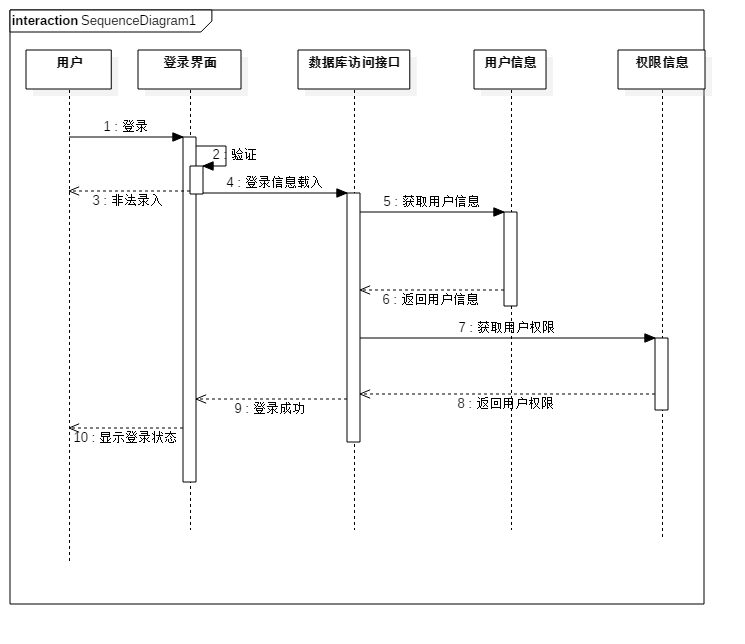 interaction SequenceDiagram1
用户
登录界面
数据库访问接口
用户信息
权限信息
1 : 登录
2 : 验证
3 : 非法录入
4 : 登录信息载入
5 : 获取用户信息
6 : 返回用户信息
7 : 获取用户权限
8 : 返回用户权限
9 : 登录成功
10 : 显示登录状态